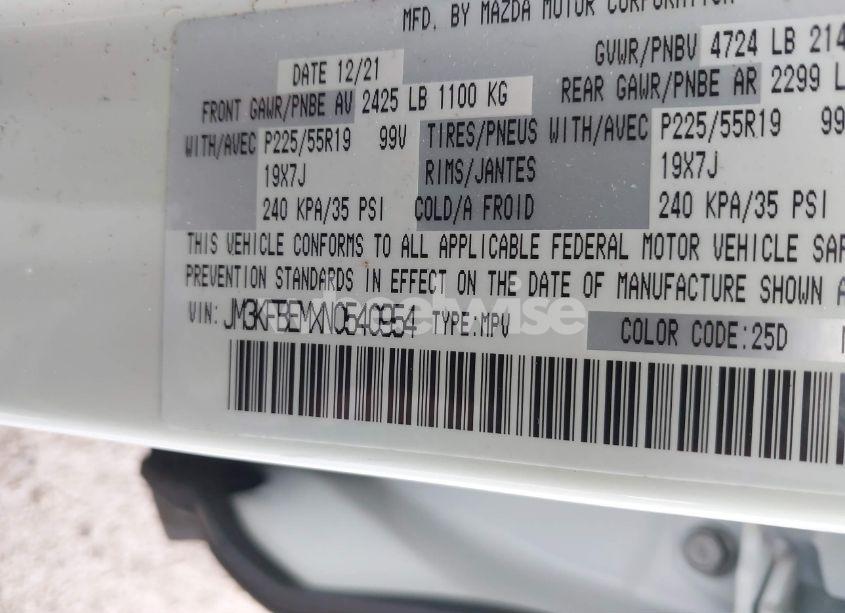 MFD. BY MAZDA MOTOR CORPORATION
DATE 12/21 GVWR/PNBV 4724 LB 214
FRONT GAWR/PNBE AV 2425 LB 1100 KG REAR GAWR/PNBE AR 2299 L
WITH/AVEC P225/55R19 99V TIRES/PNEUS WITH/AVEC P225/55R19 99
19X7J RIMS/JANTES 19X7J
240 KPA/35 PSI COLD/A FROID 240 KPA/35 PSI
THIS VEHICLE CONFORMS TO ALL APPLICABLE FEDERAL MOTOR VEHICLE SAF
PREVENTION STANDARDS IN EFFECT ON THE DATE OF MANUFACTURE SHOWN A
VIN: JM3KFBEMXN0540954 TYPE:MPV
COLOR CODE:25D